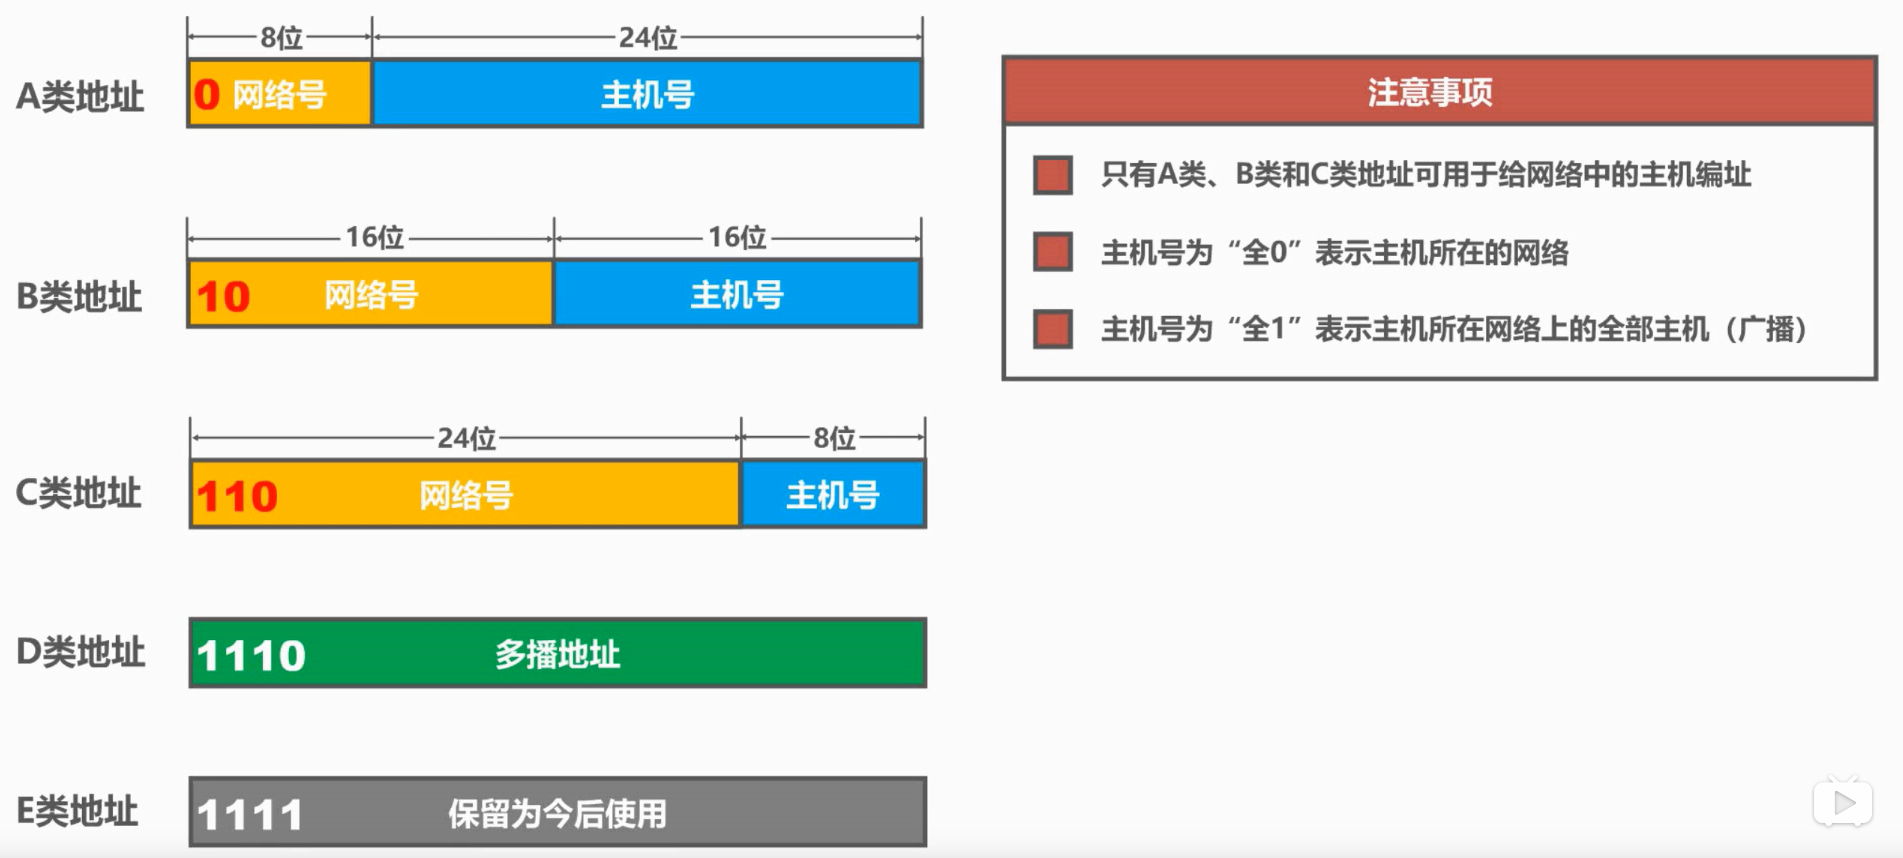 8位
24位
A类地址
0 网络号
主机号
16位
16位
B类地址
10
网络号
主机号
24位
8位
C类地址
110
网络号
主机号
D类地址
1110
多播地址
E类地址
1111
保留为今后使用
注意事项
只有A类、B类和C类地址可用于给网络中的主机编址
主机号为“全0”表示主机所在的网络
主机号为“全1”表示主机所在网络上的全部主机（广播）